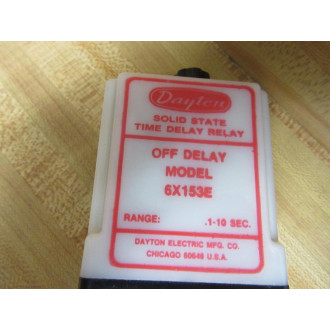 Dayton
SOLID STATE
TIME DELAY RELAY
OFF DELAY
MODEL
6X153E
RANGE: .1-10 SEC.
DAYTON ELECTRIC MFG. CO.
CHICAGO 60648 U.S.A.